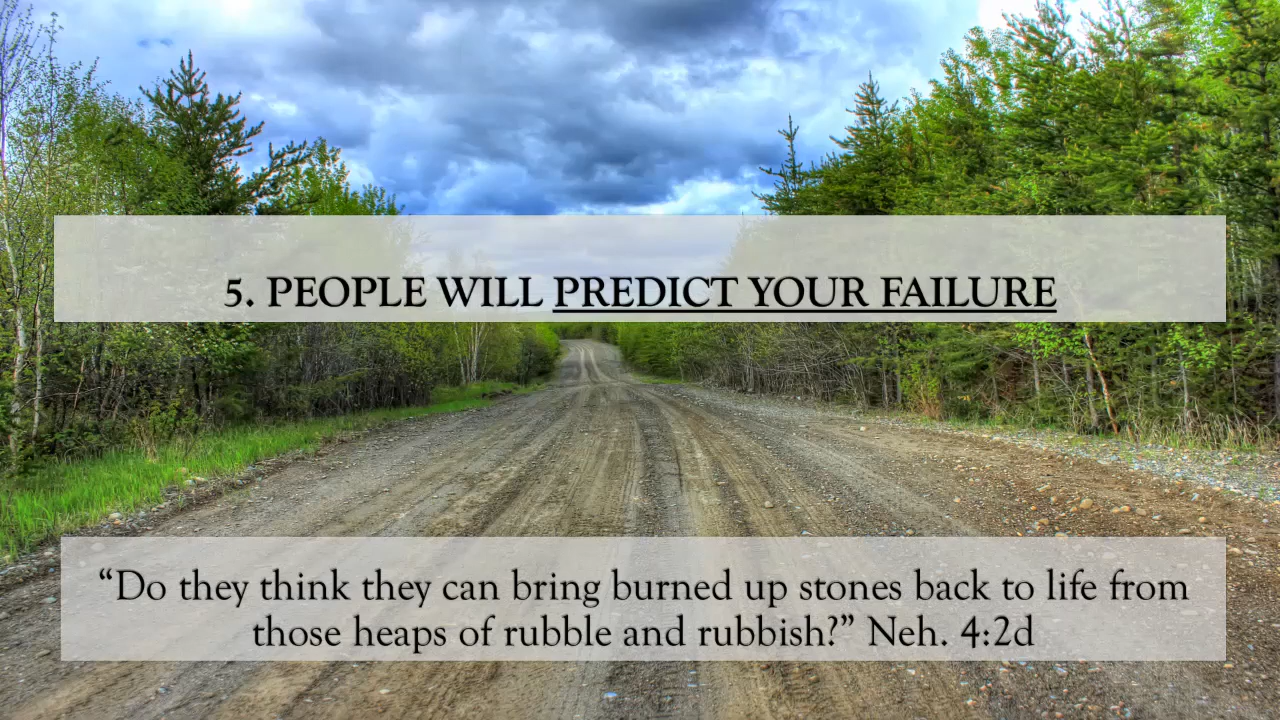 5. PEOPLE WILL PREDICT YOUR FAILURE
“Do they think they can bring burned up stones back to life from
those heaps of rubble and rubbish?” Neh. 4:2d